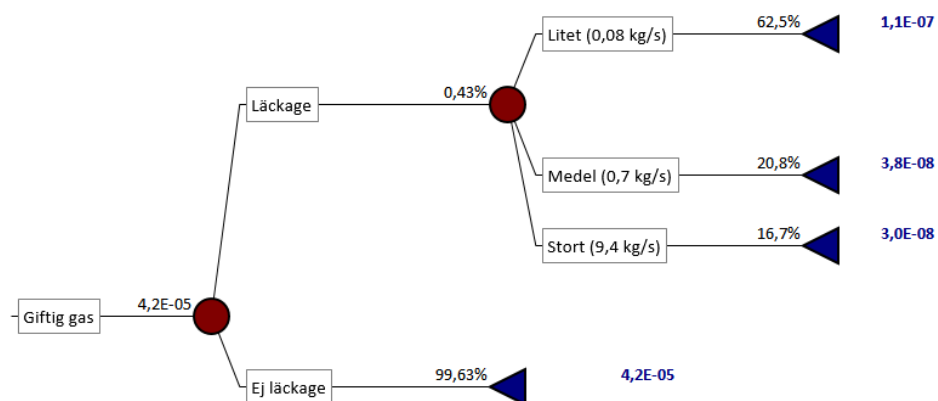 Litet (0,08 kg/s) 62,5% 1,1E-07
Läckage 0,43%
Medel (0,7 kg/s) 20,8% 3,8E-08
Stort (9,4 kg/s) 16,7% 3,0E-08
Giftig gas 4,2E-05
Ej läckage 99,63% 4,2E-05